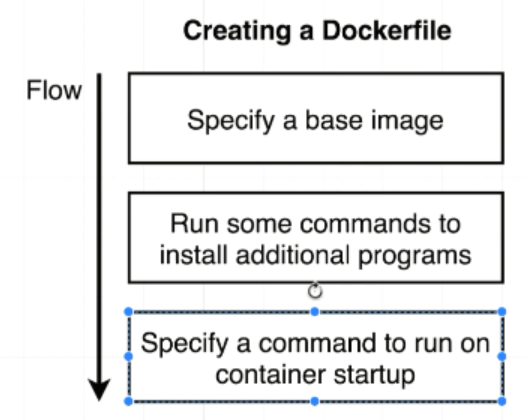 Creating a Dockerfile
Flow
Specify a base image
Run some commands to
install additional programs
Specify a command to run on
container startup